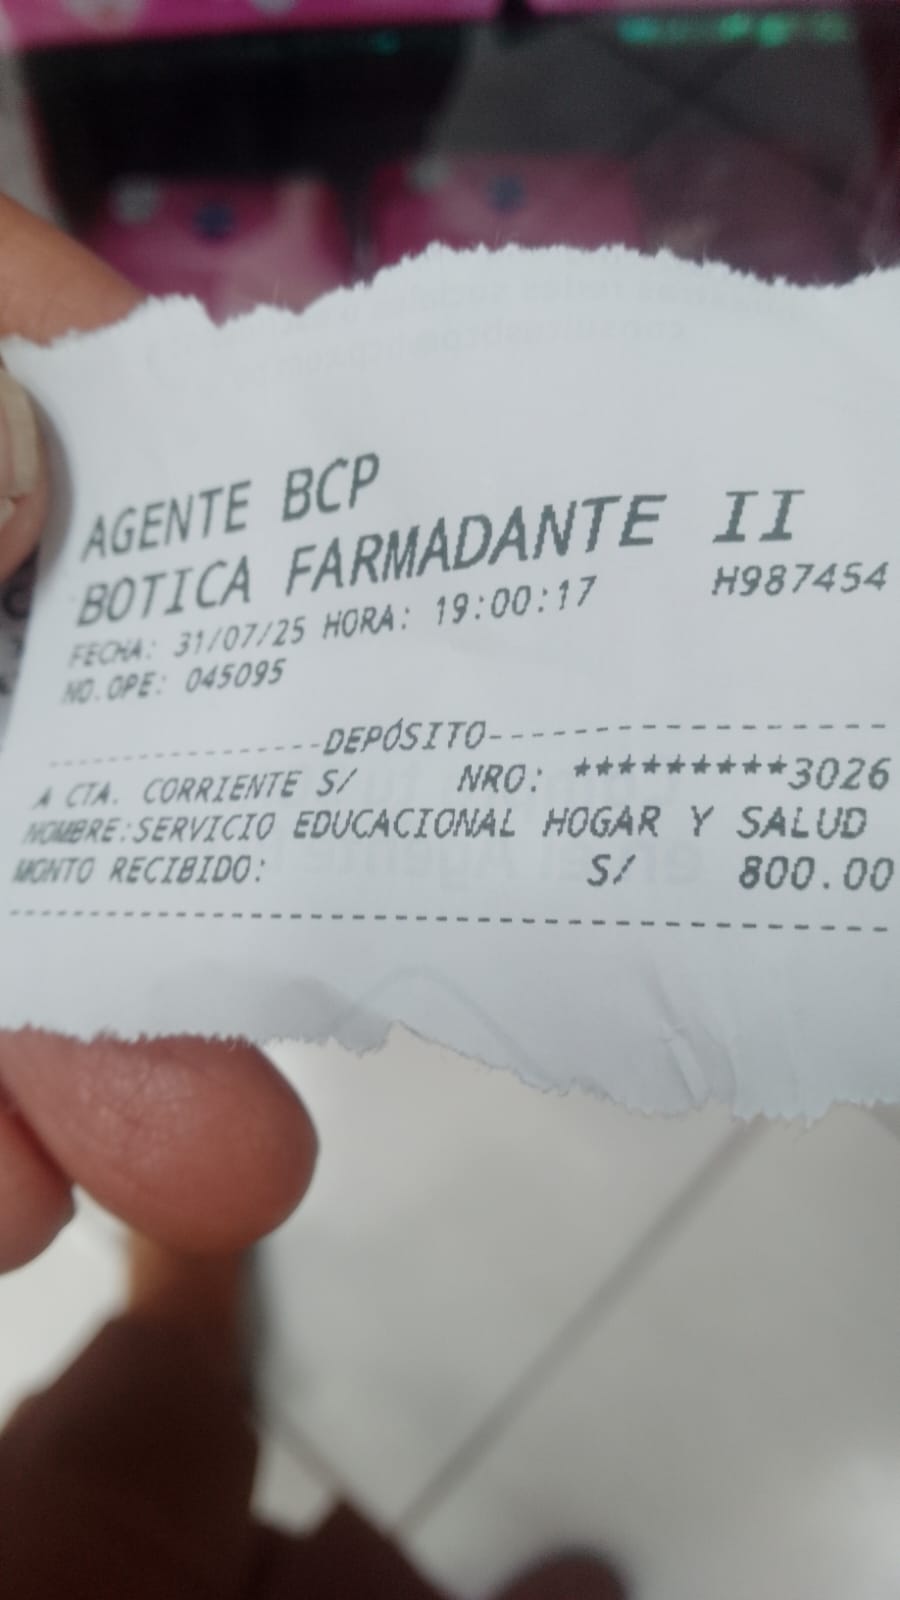 AGENTE BCP
BOTICA FARMADANTE II
FECHA: 31/07/25 HORA: 19:00:17 H987454
NO.OPE: 045095
-------------DEPÓSITO------------------
A CTA. CORRIENTE S/ NRO: *********3026
NOMBRE:SERVICIO EDUCACIONAL HOGAR Y SALUD
MONTO RECIBIDO: S/ 800.00